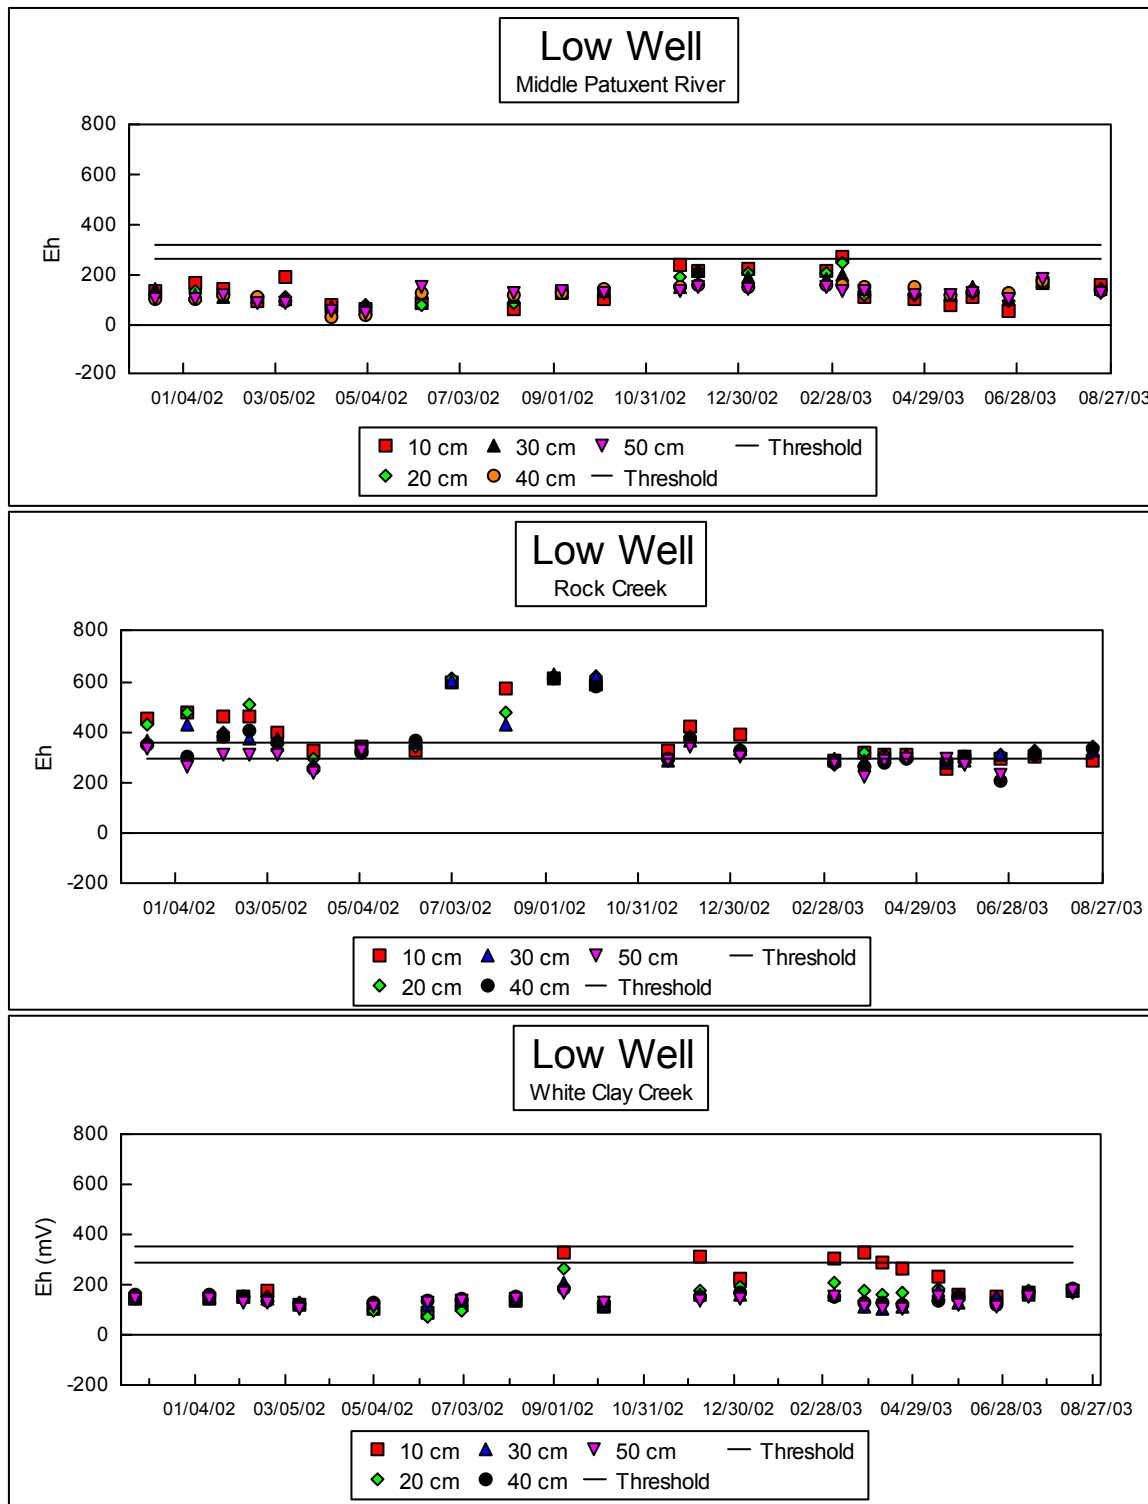 Low Well
Middle Patuxent River
800
600
400
200
0
-200
Eh
01/04/02 03/05/02 05/04/02 07/03/02 09/01/02 10/31/02 12/30/02 02/28/03 04/29/03 06/28/03 08/27/03
10 cm 30 cm 50 cm Threshold
20 cm 40 cm Threshold
Low Well
Rock Creek
800
600
400
200
0
-200
Eh
01/04/02 03/05/02 05/04/02 07/03/02 09/01/02 10/31/02 12/30/02 02/28/03 04/29/03 06/28/03 08/27/03
10 cm 30 cm 50 cm Threshold
20 cm 40 cm Threshold
Low Well
White Clay Creek
800
600
400
200
0
-200
Eh (mV)
01/04/02 03/05/02 05/04/02 07/03/02 09/01/02 10/31/02 12/30/02 02/28/03 04/29/03 06/28/03 08/27/03
10 cm 30 cm 50 cm Threshold
20 cm 40 cm Threshold